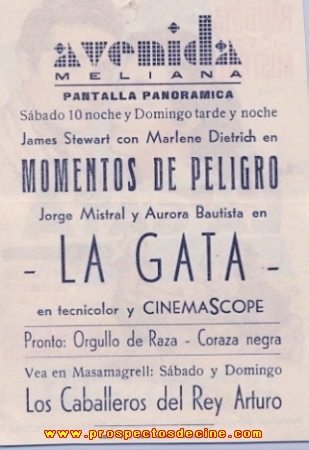 avenida
MELIANA
PANTALLA PANORAMICA
Sábado 10 noche y Domingo tarde y noche
James Stewart con Marlene Dietrich en
MOMENTOS DE PELIGRO
Jorge Mistral y Aurora Bautista en
- LA GATA -
en tecnicolor y CINEMASCOPE
Pronto: Orgullo de Raza - Coraza negra
Vea en Masamagrell: Sábado y Domingo
Los Caballeros del Rey Arturo
www.prospectosdecine.com